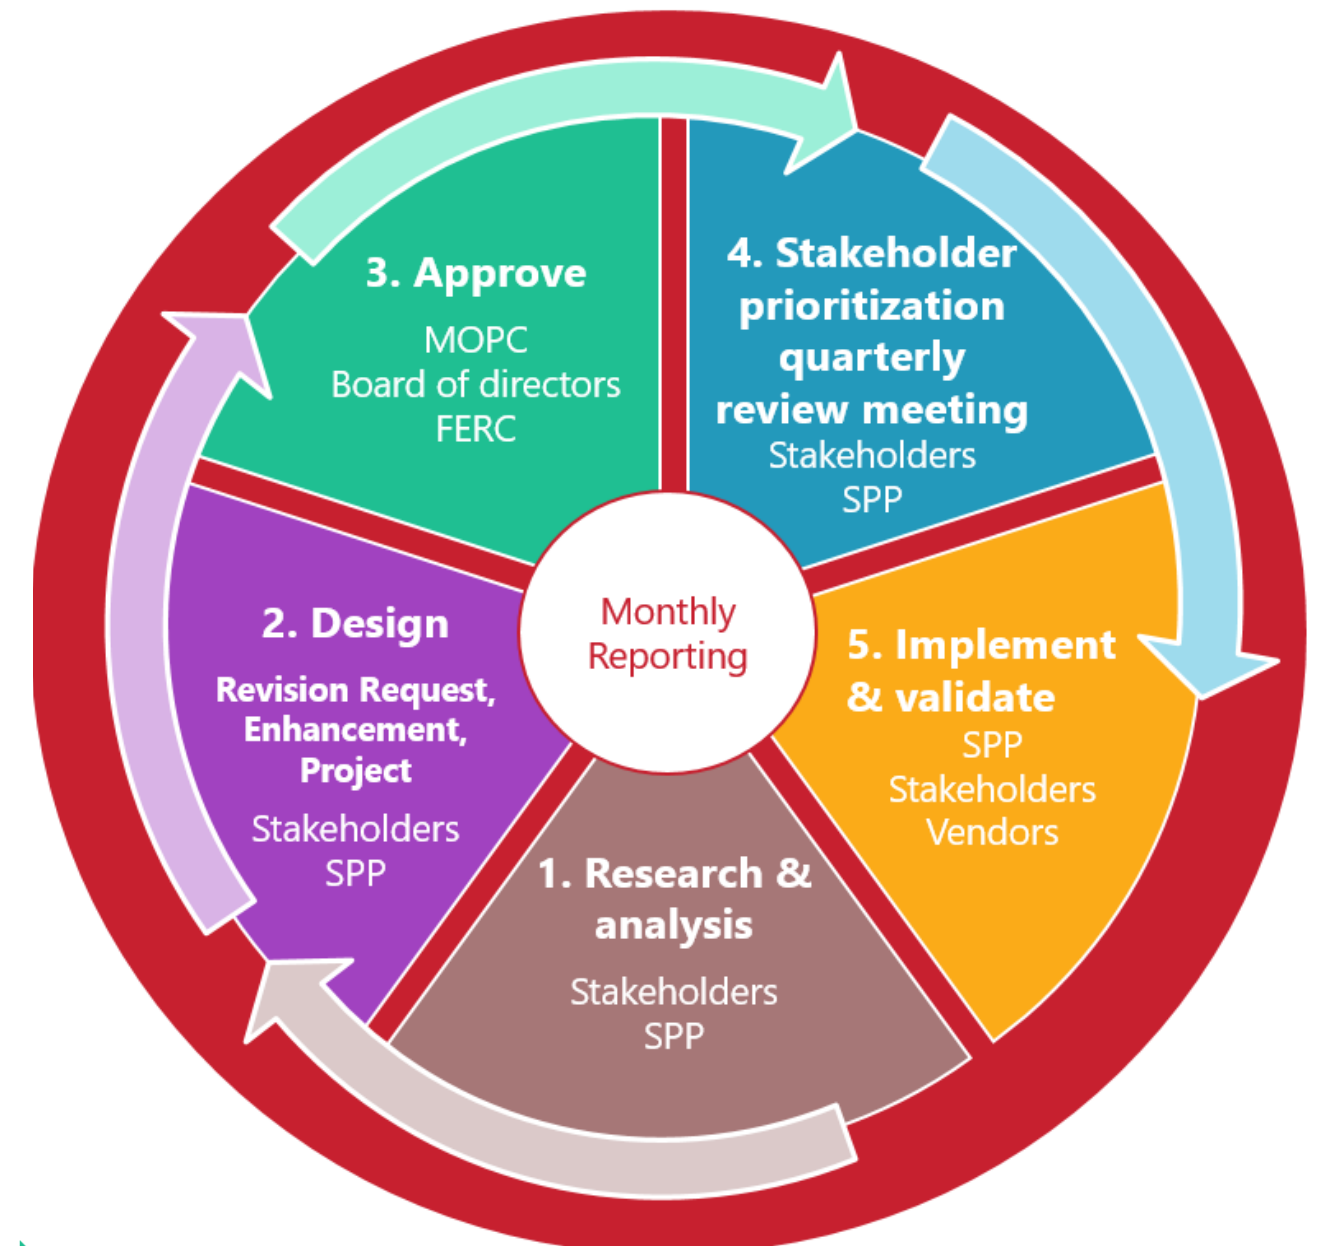 3. Approve
MOPC
Board of directors
FERC
4. Stakeholder
prioritization
quarterly
review meeting
Stakeholders
SPP
Monthly
Reporting
2. Design
Revision Request,
Enhancement,
Project
Stakeholders
SPP
5. Implement
& validate
SPP
Stakeholders
Vendors
1. Research &
analysis
Stakeholders
SPP